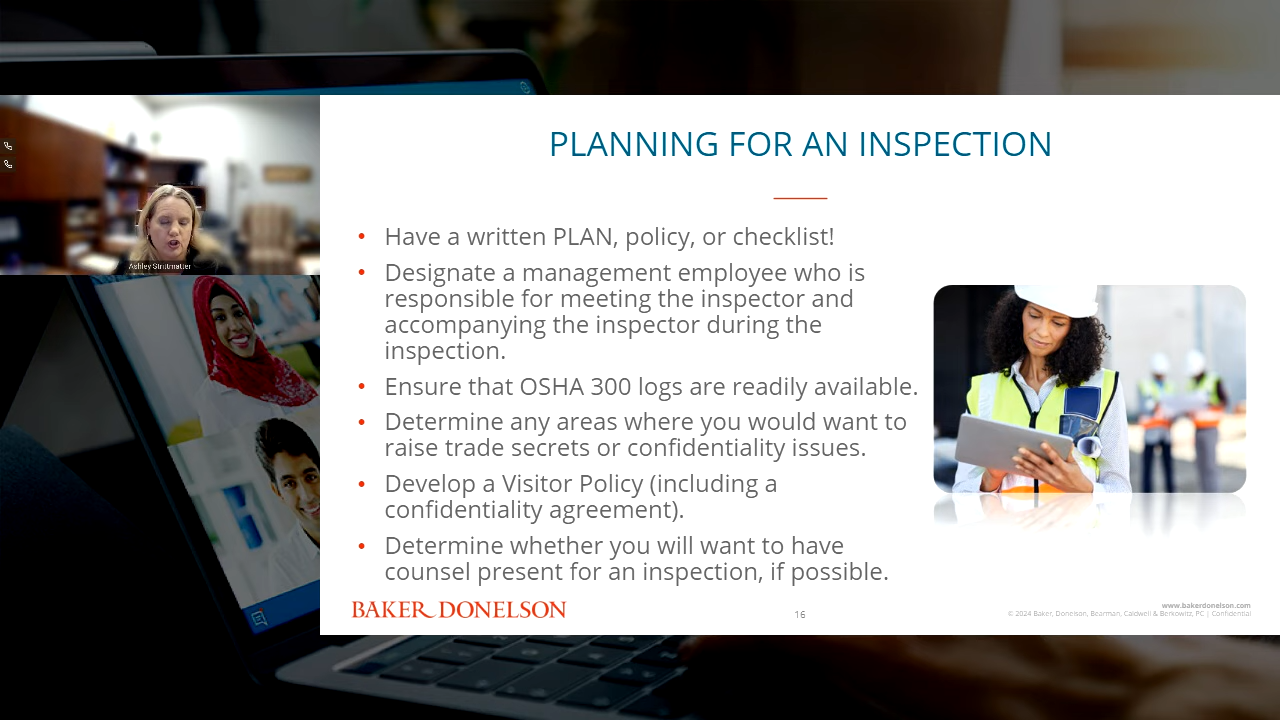 PLANNING FOR AN INSPECTION
Ashley Strittmatter
• Have a written PLAN, policy, or checklist!
• Designate a management employee who is
responsible for meeting the inspector and
accompanying the inspector during the
inspection.
• Ensure that OSHA 300 logs are readily available.
• Determine any areas where you would want to
raise trade secrets or confidentiality issues.
• Develop a Visitor Policy (including a
confidentiality agreement).
• Determine whether you will want to have
counsel present for an inspection, if possible.
BAKER DONELSON
16
www.bakerdonelson.com
© 2024 Baker, Donelson, Bearman, Caldwell & Berkowitz, PC | Confidential